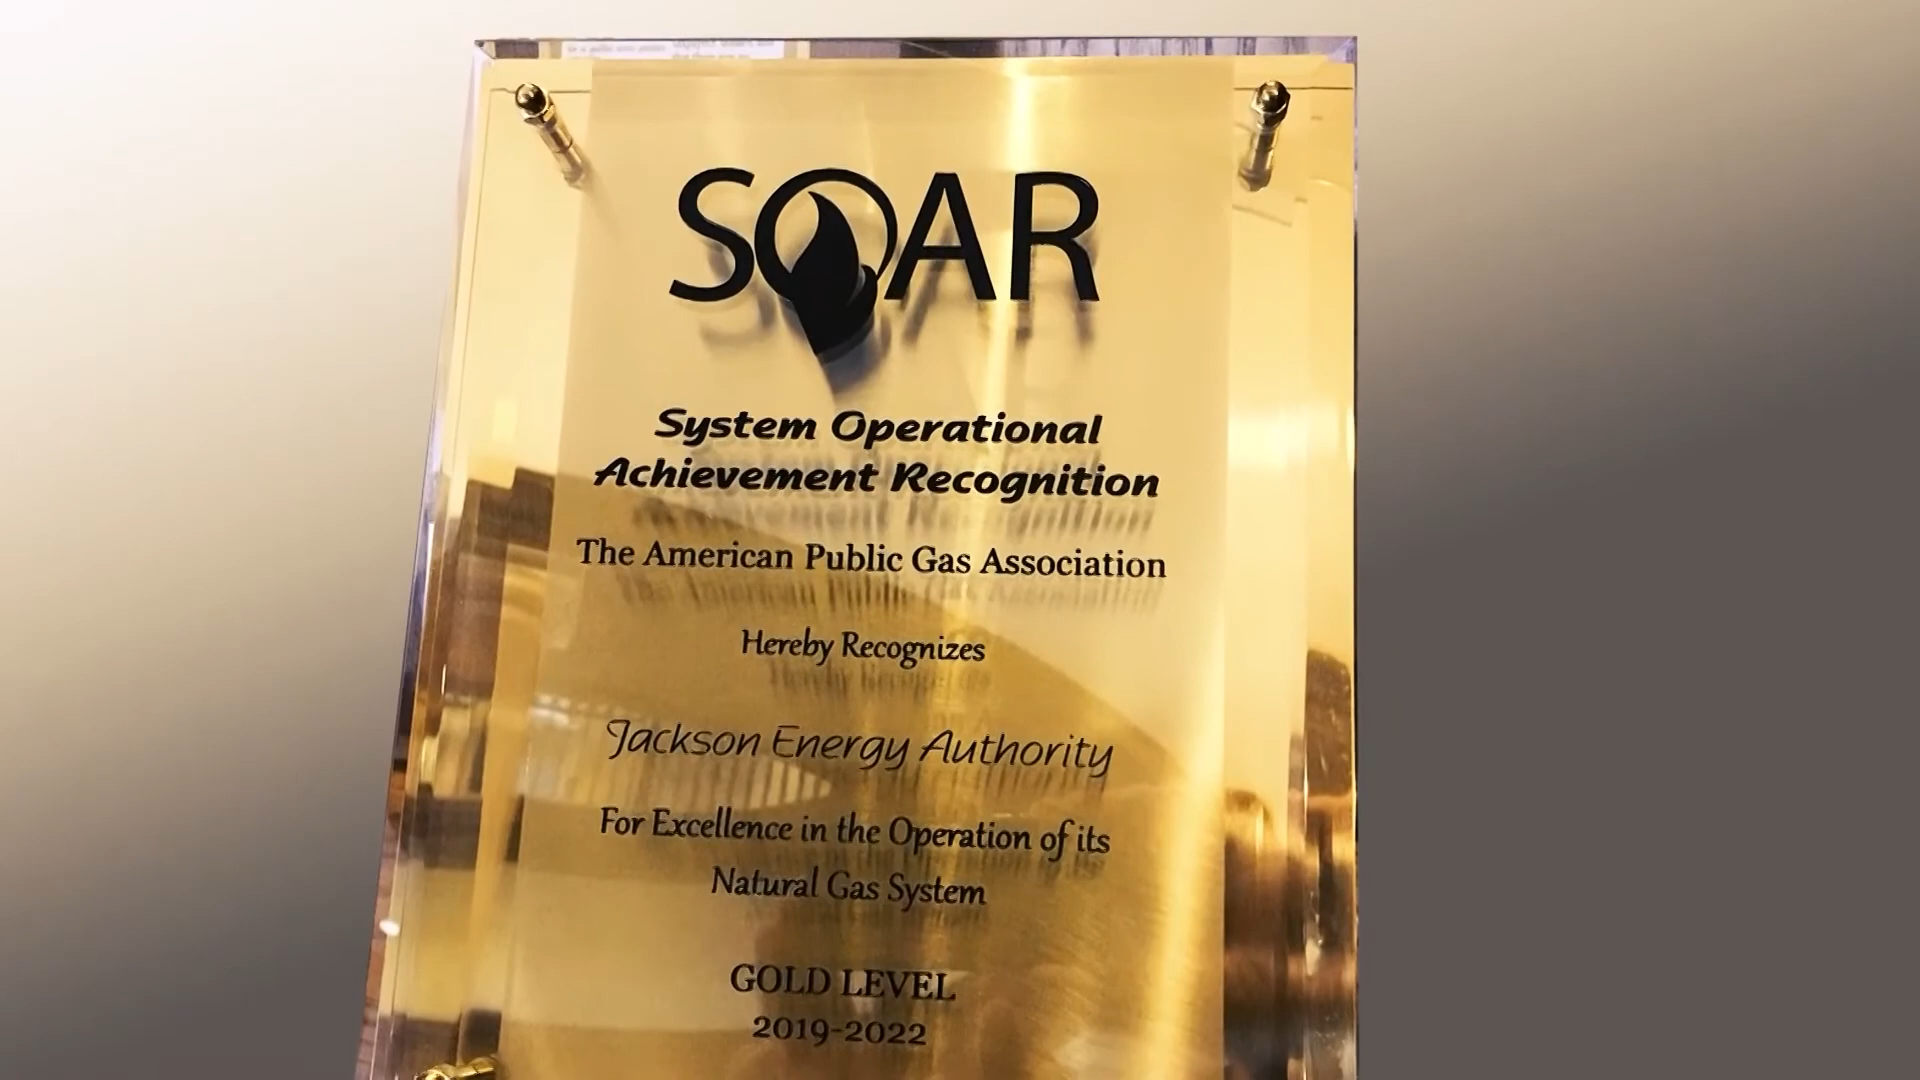 SOAR
System Operational
Achievement Recognition
The American Public Gas Association
Hereby Recognizes
Jackson Energy Authority
For Excellence in the Operation of its
Natural Gas System
GOLD LEVEL
2019-2022